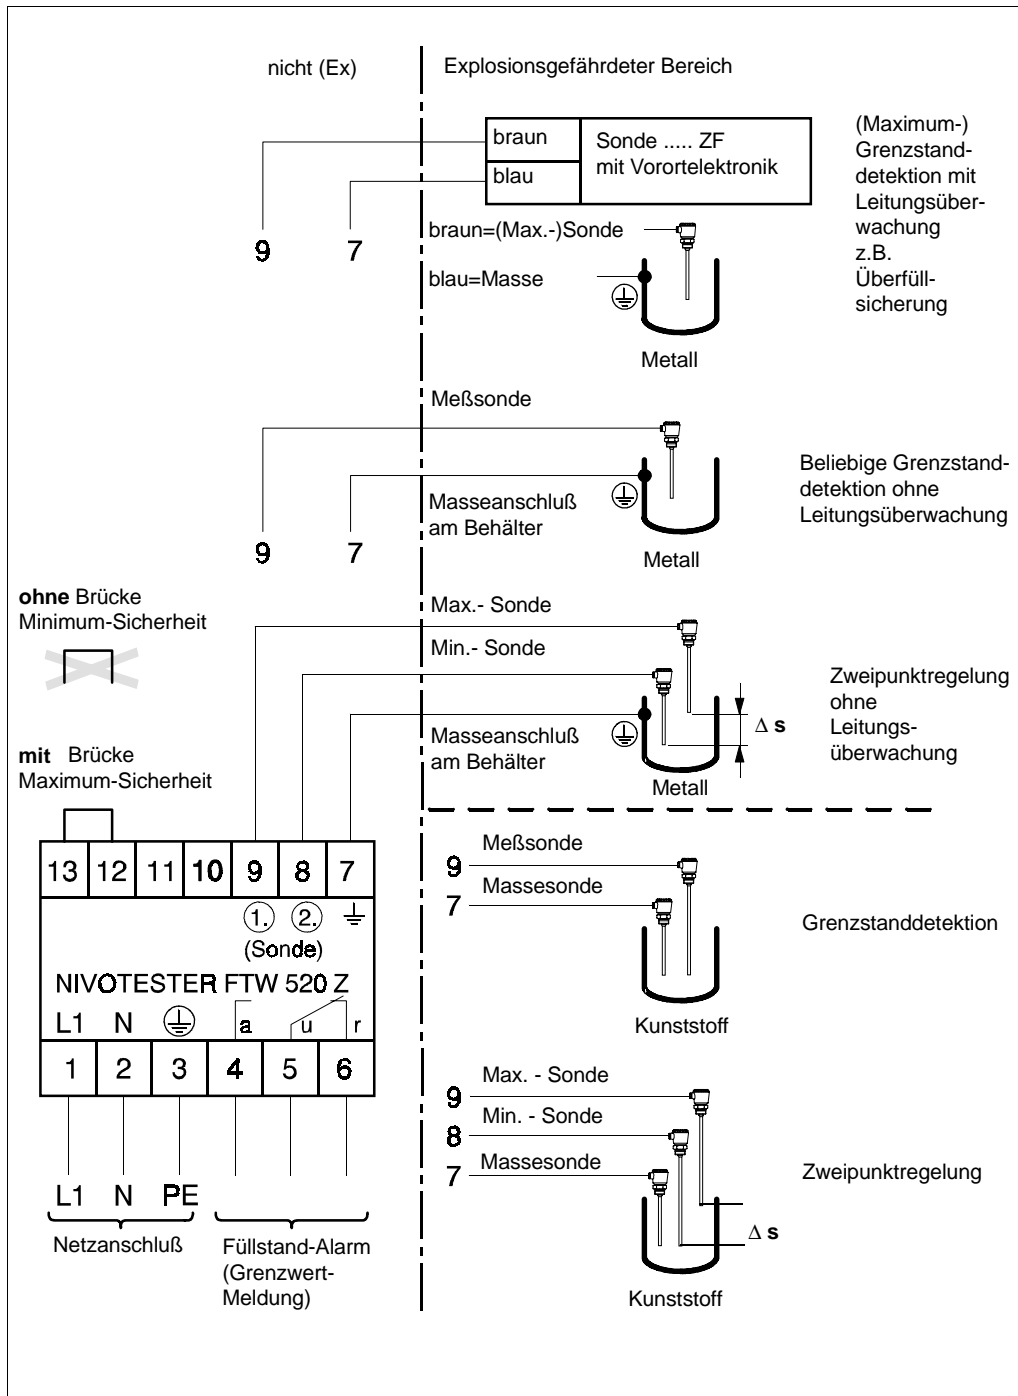 nicht (Ex)
Explosionsgefährdeter Bereich
braun
blau
Sonde ..... ZF
mit Vorortelektronik
(Maximum-)
Grenzstand-
detektion mit
Leitungsüber-
wachung
z.B.
Überfüll-
sicherung
9
7
braun=(Max.-)Sonde
blau=Masse
Metall
Meßsonde
Masseanschluß
am Behälter
9
7
Metall
Beliebige Grenzstand-
detektion ohne
Leitungsüberwachung
ohne Brücke
Minimum-Sicherheit
mit Brücke
Maximum-Sicherheit
Max.- Sonde
Min.- Sonde
Masseanschluß
am Behälter
Δ s
Metall
Zweipunktregelung
ohne
Leitungs-
überwachung
13 12 11 10 9 8 7
1. 2.
(Sonde)
NIVOTESTER FTW 520 Z
L1 N a u r
1 2 3 4 5 6
L1 N PE
Netzanschluß
Füllstand-Alarm
(Grenzwert-
Meldung)
9 Meßsonde
7 Massesonde
Kunststoff
Grenzstanddetektion
9 Max. - Sonde
8 Min. - Sonde
7 Massesonde
Δ s
Kunststoff
Zweipunktregelung